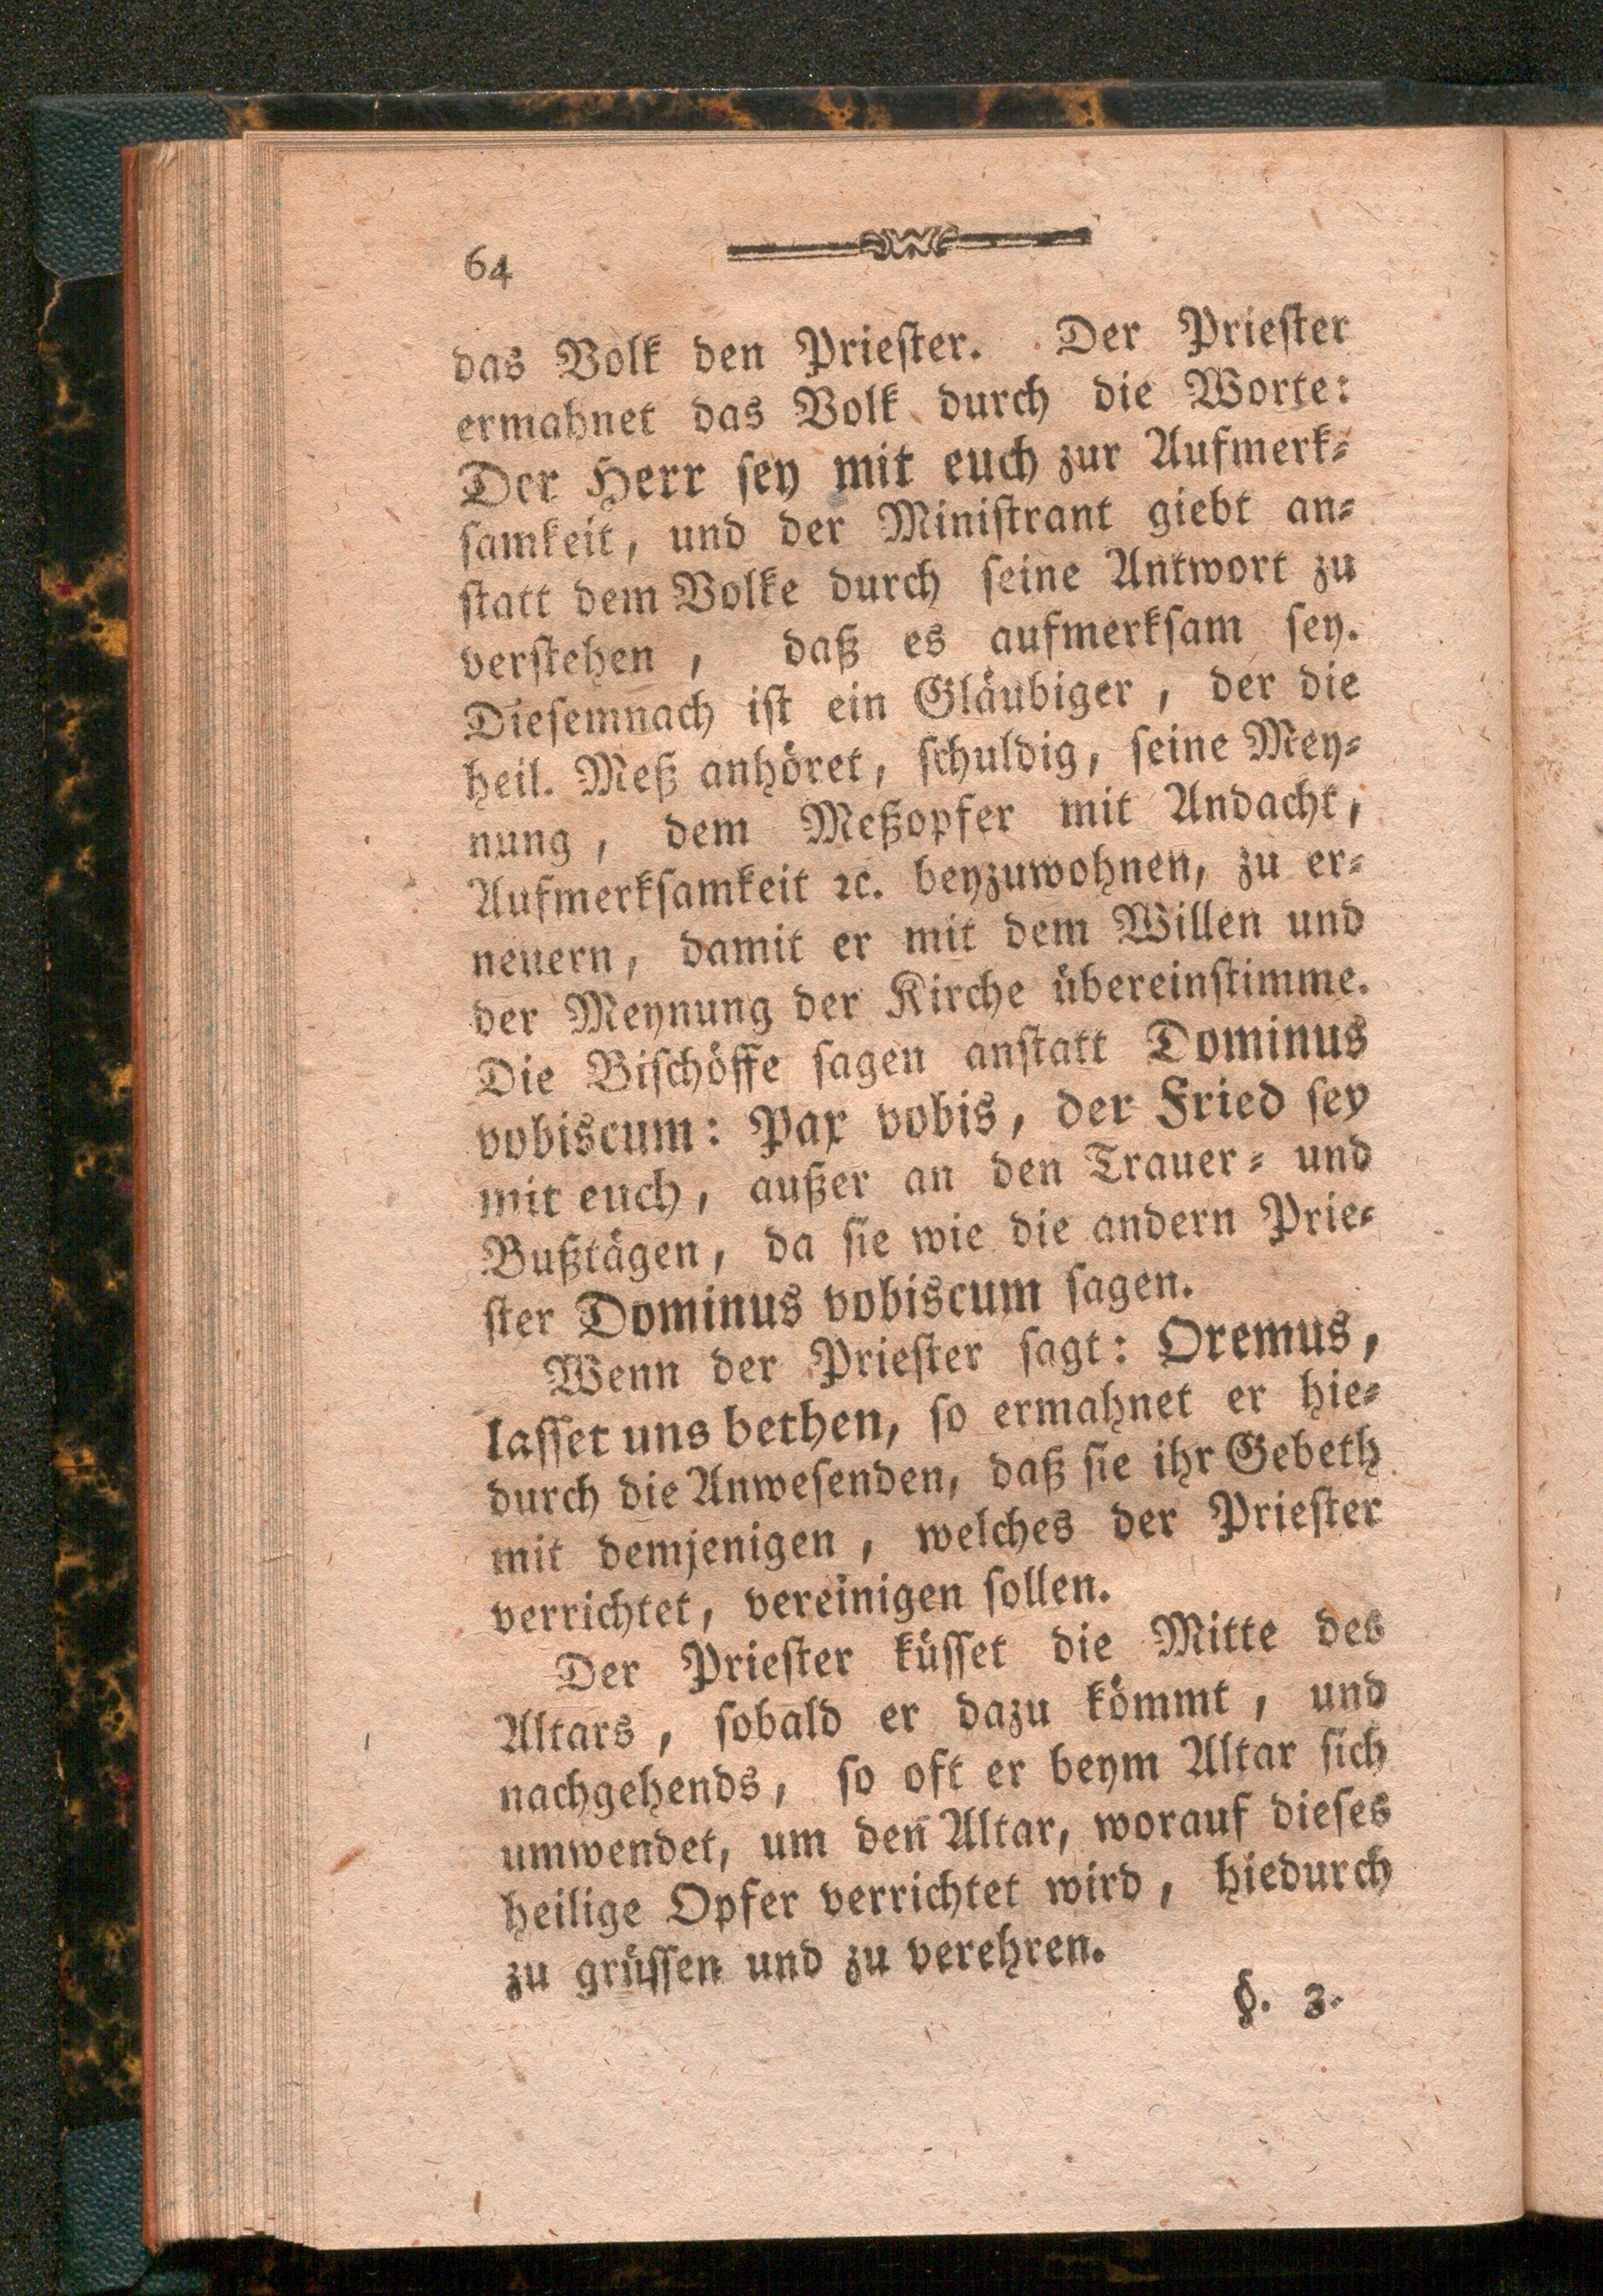 64
das Volk den Priester. Der Priester
ermahnet das Volk durch die Worte:
Der Herr sey mit euch zur Aufmerk-
samkeit, und der Ministrant giebt an-
statt dem Volke durch seine Antwort zu
verstehen, daß es aufmerksam sey.
Diesemnach ist ein Gläubiger, der die
heil. Meß anhöret, schuldig, seine Mey-
nung, dem Meßopfer mit Andacht,
Aufmerksamkeit ꝛc. beyzuwohnen, zu er-
neuern, damit er mit dem Willen und
der Meynung der Kirche übereinstimme.
Die Bischöffe sagen anstatt Dominus
vobiscum: Pax vobis, der Fried sey
mit euch, außer an den Trauer- und
Bußtägen, da sie wie die andern Prie-
ster Dominus vobiscum sagen.
Wenn der Priester sagt: Oremus,
lasset uns bethen, so ermahnet er hie-
durch die Anwesenden, daß sie ihr Gebeth
mit demjenigen, welches der Priester
verrichtet, vereinigen sollen.
Der Priester küsset die Mitte des
Altars, sobald er dazu kömmt, und
nachgehends, so oft er beym Altar sich
umwendet, um den Altar, worauf dieses
heilige Opfer verrichtet wird, hiedurch
zu grüssen und zu verehren.
§. 3.